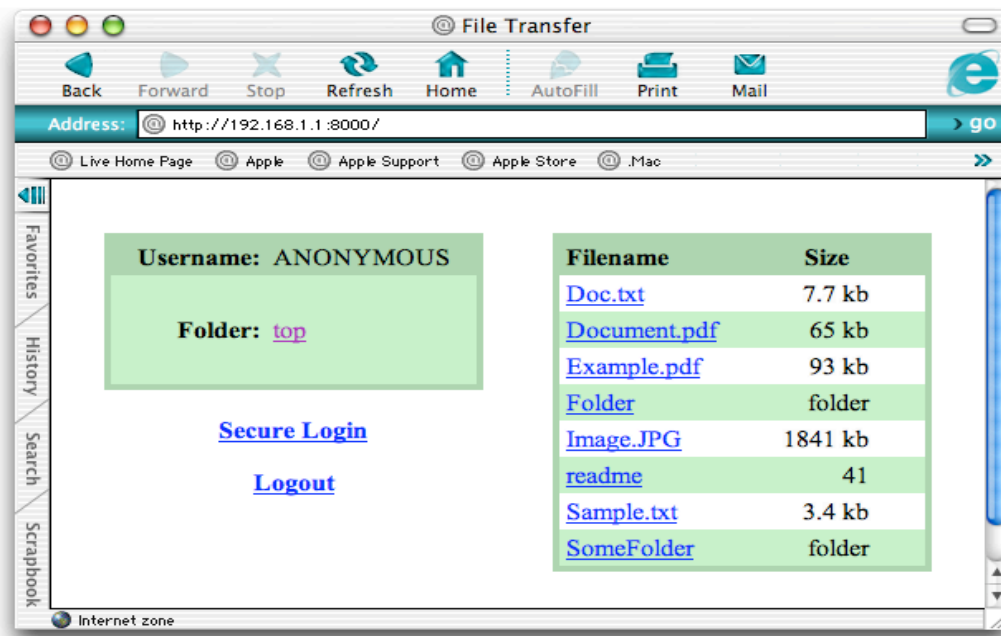 File Transfer
Back Forward Stop Refresh Home AutoFill Print Mail
Address: http://192.168.1.1:8000/ go
Live Home Page Apple Apple Support Apple Store .Mac
Favorites
History
Search
Scrapbook
Username: ANONYMOUS
Folder: top
Secure Login
Logout
Filename Size
Doc.txt 7.7 kb
Document.pdf 65 kb
Example.pdf 93 kb
Folder folder
Image.JPG 1841 kb
readme 41
Sample.txt 3.4 kb
SomeFolder folder
Internet zone